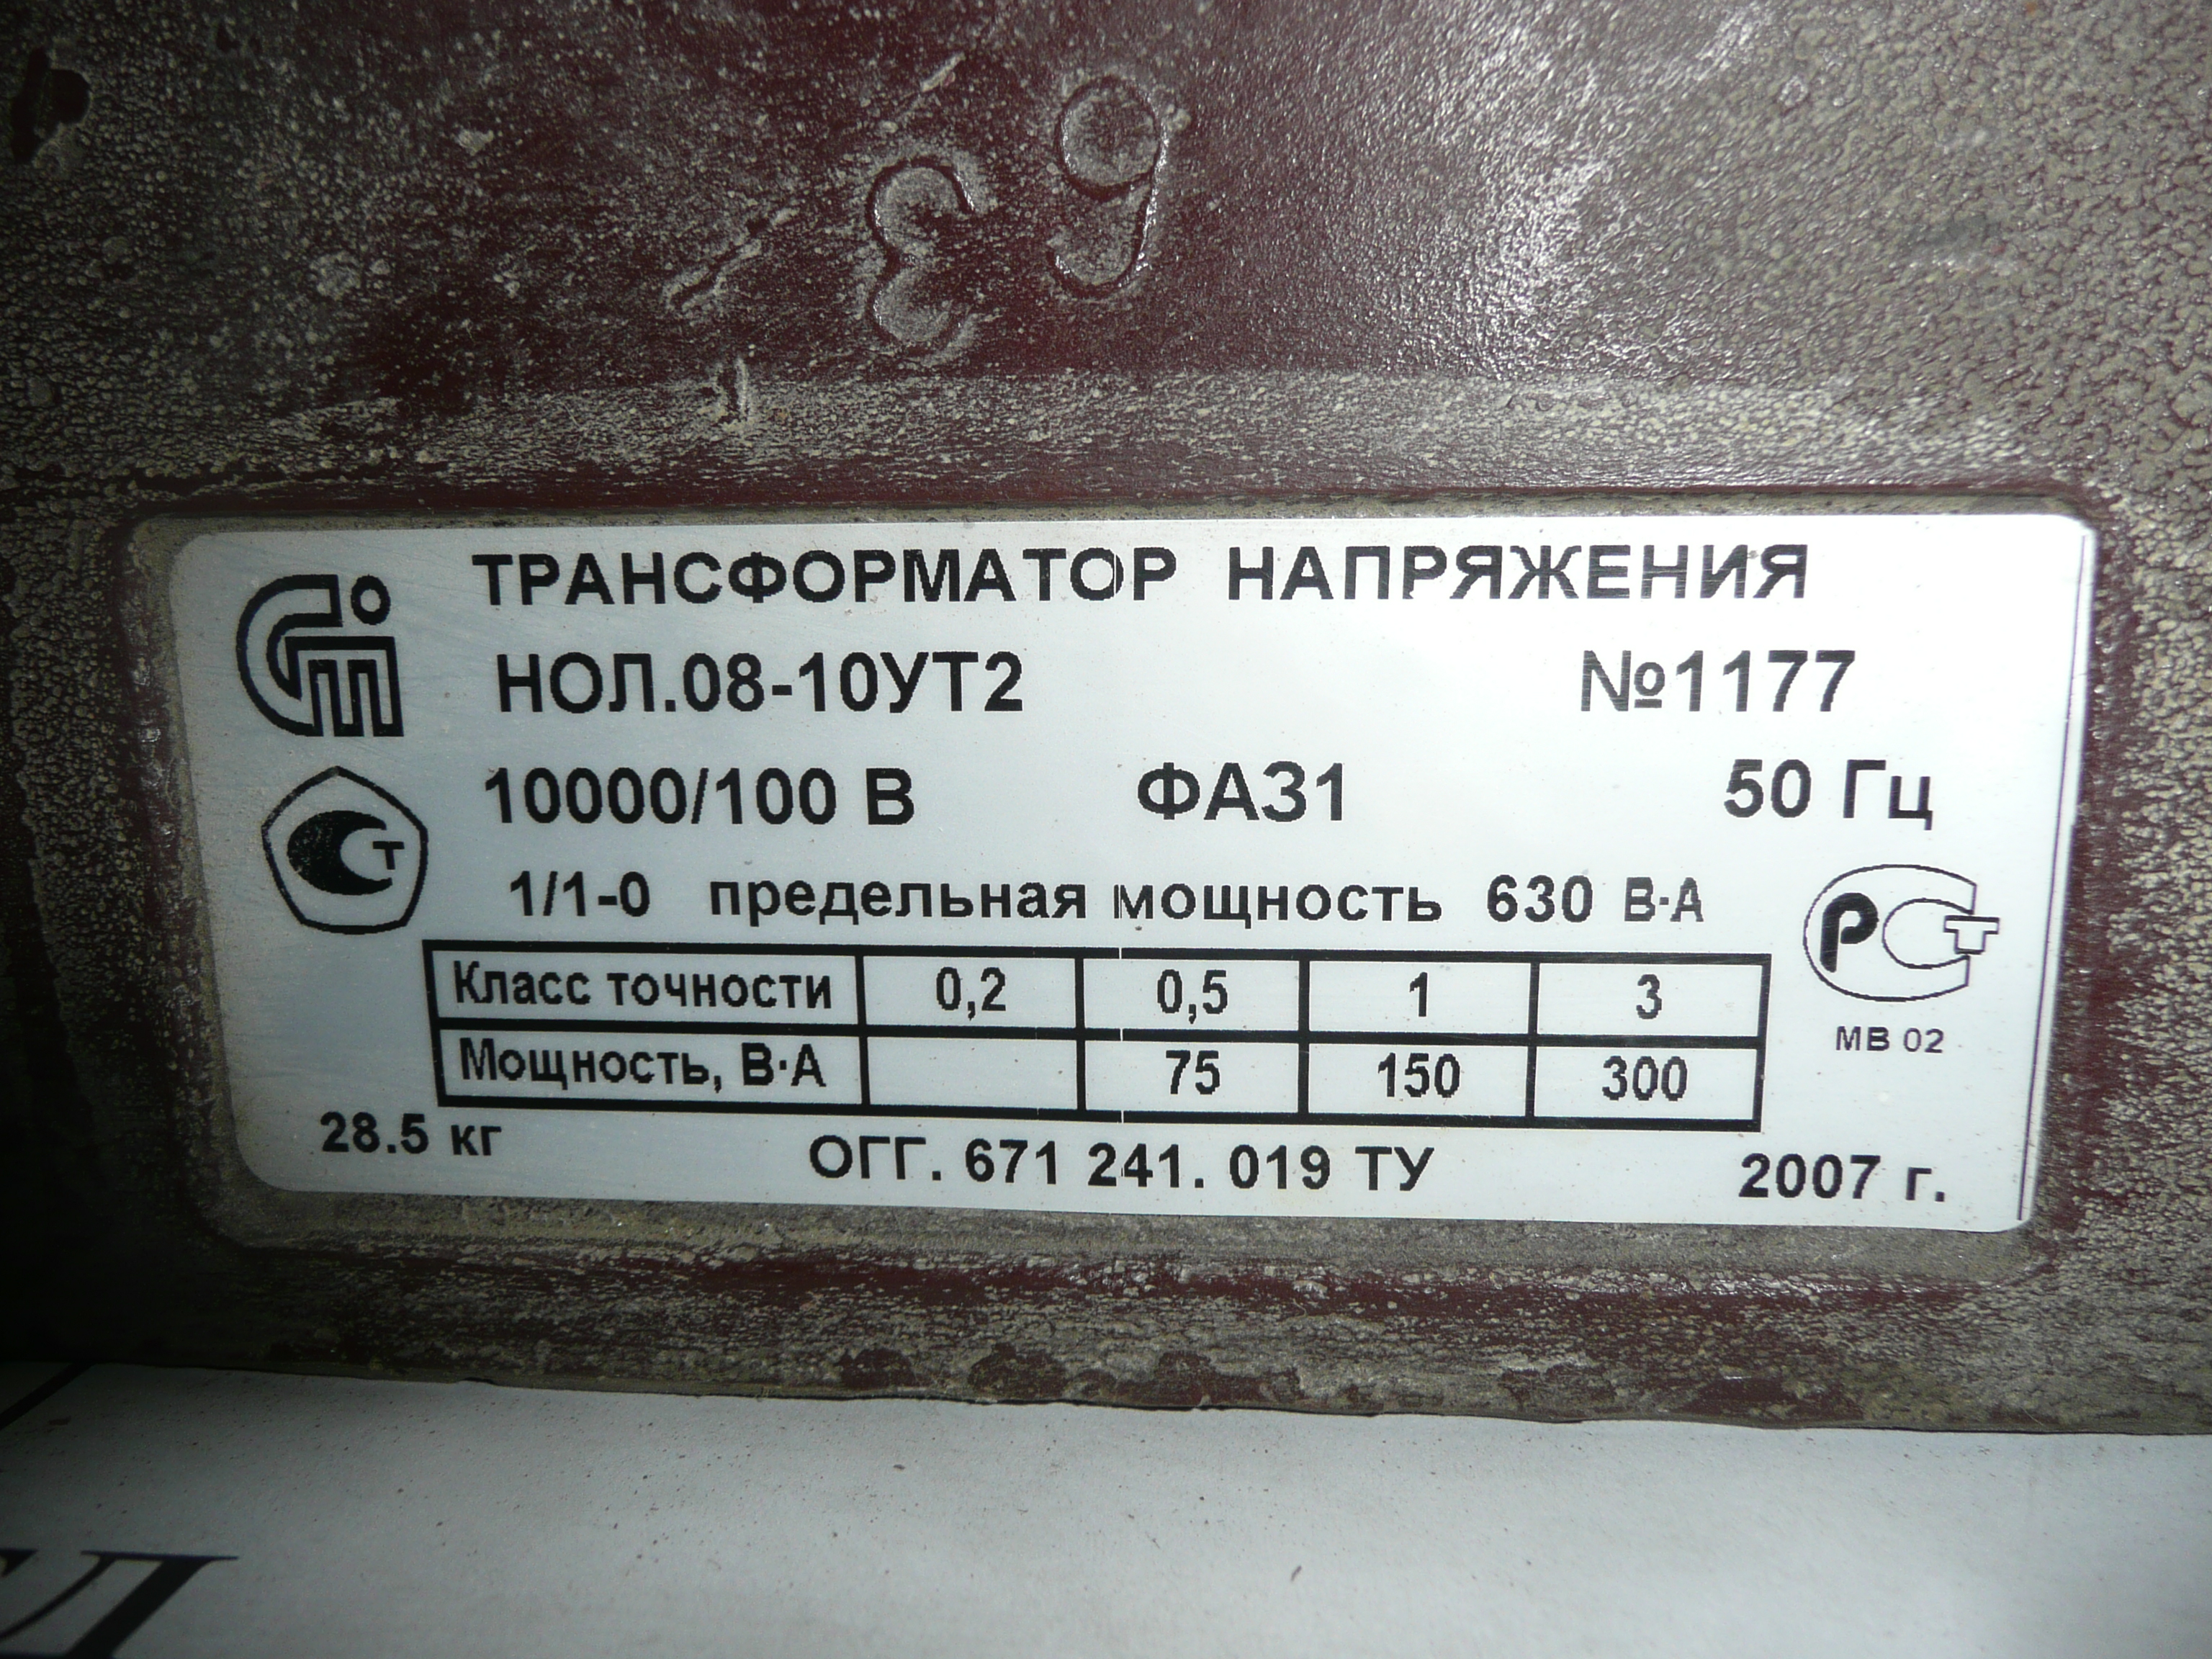 ТРАНСФОРМАТОР НАПРЯЖЕНИЯ
НОЛ.08-10УТ2 №1177
10000/100 В ФАЗ1 50 Гц
1/1-0 предельная мощность 630 В·А
Класс точности 0,2 0,5 1 3
Мощность, В·А 75 150 300
РСТ
МВ 02
28.5 кг ОГГ. 671 241. 019 ТУ 2007 г.